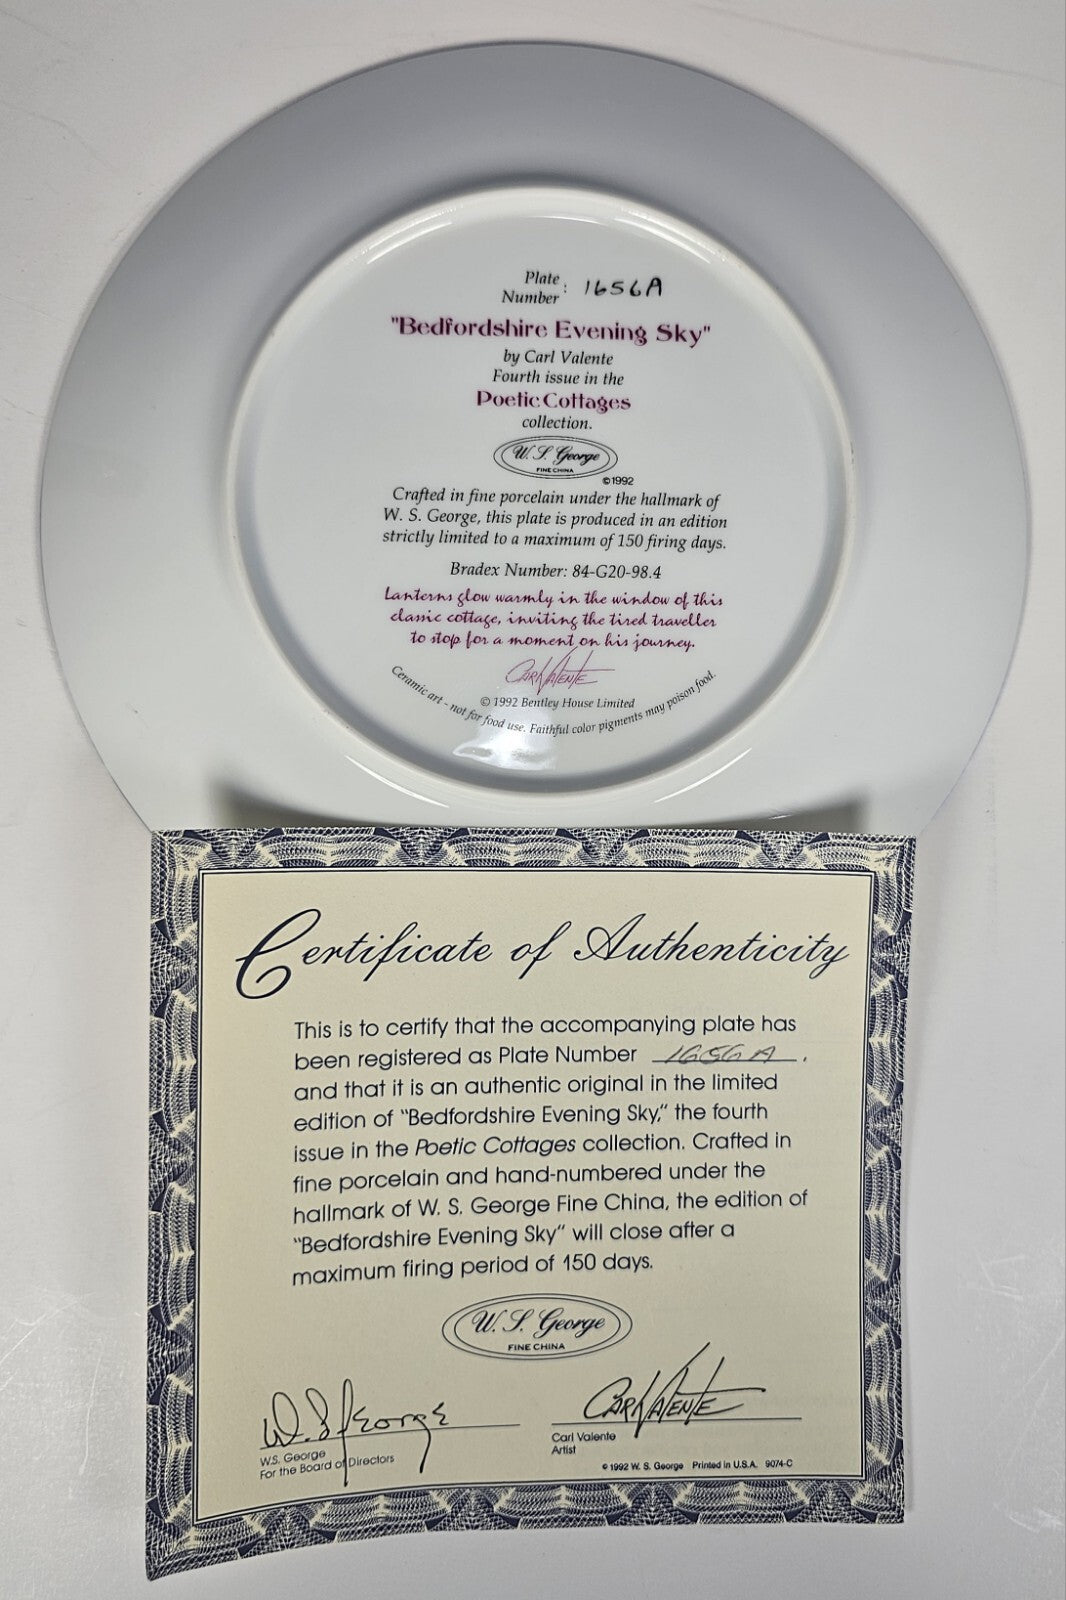 Plate
Number : 1656A
"Bedfordshire Evening Sky"
by Carl Valente
Fourth issue in the
Poetic Cottages
collection.
W. S. George
FINE CHINA
©1992
Crafted in fine porcelain under the hallmark of
W. S. George, this plate is produced in an edition
strictly limited to a maximum of 150 firing days.
Bradex Number: 84-G20-98.4
Lanterns glow warmly in the window of this
classic cottage, inviting the tired traveller
to stop for a moment on his journey.
Carl Valente
© 1992 Bentley House Limited
Ceramic art - not for food use. Faithful color pigments may poison food.
Certificate of Authenticity
This is to certify that the accompanying plate has
been registered as Plate Number 1656A .
and that it is an authentic original in the limited
edition of "Bedfordshire Evening Sky," the fourth
issue in the Poetic Cottages collection. Crafted in
fine porcelain and hand-numbered under the
hallmark of W. S. George Fine China, the edition of
"Bedfordshire Evening Sky" will close after a
maximum firing period of 150 days.
W. S. George
FINE CHINA
W. S. George
W.S. George
For the Board of Directors
Carl Valente
Carl Valente
Artist
© 1992 W. S. George Printed in U.S.A. 9074-C